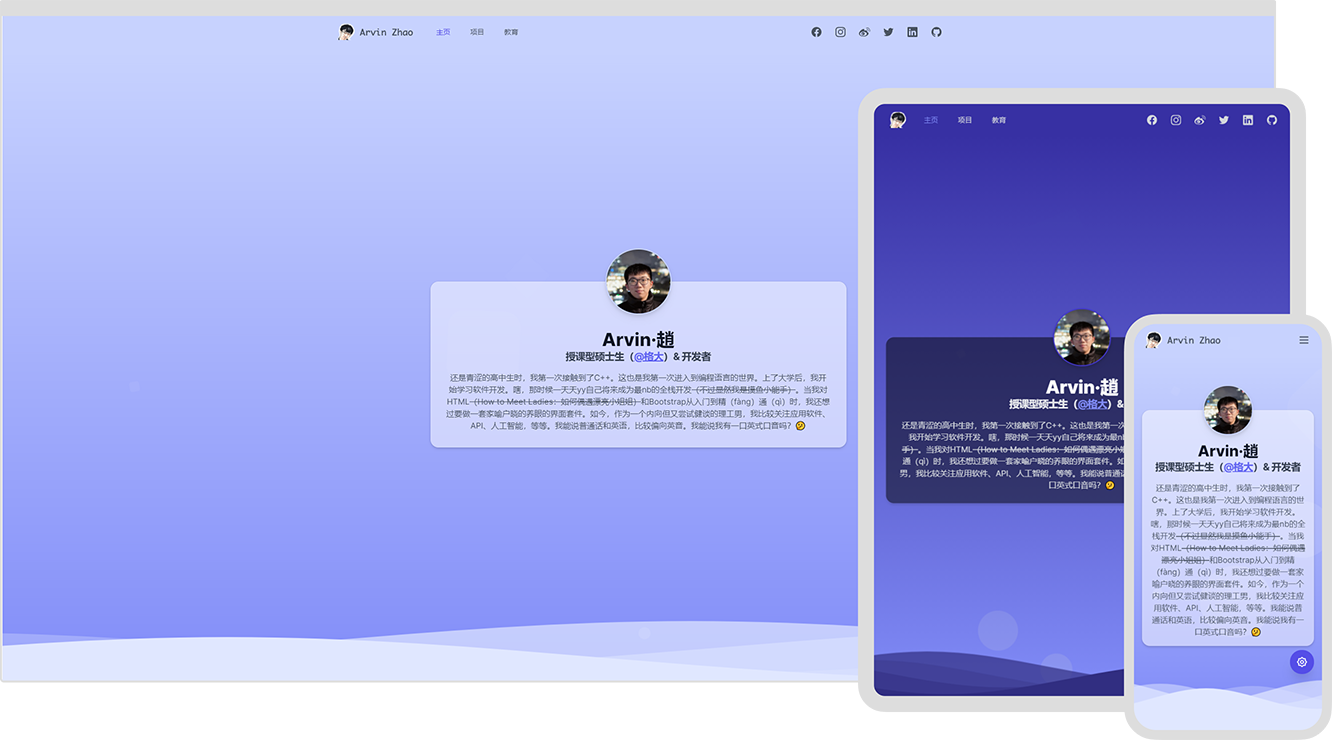 Arvin Zhao 主页 项目 教育
Arvin·趙
授课型硕士生（@格大）& 开发者
还是青涩的高中生时，我第一次接触到了C++。这也是我第一次进入到编程语言的世界。上了大学后，我开
始学习软件开发。嗐，那时候一天天yy自己将来成为最nb的全栈开发（不过显然我是摸鱼小能手）。当我对
HTML（How to Meet Ladies：如何偶遇漂亮小姐姐）和Bootstrap从入门到精（fàng）通（qì）时，我还想
过要做一套家喻户晓的养眼的界面套件。如今，作为一个内向但又尝试健谈的理工男，我比较关注应用软件、
API、人工智能，等等。我能说普通话和英语，比较偏向英音。我能说我有一口英式口音吗？🤔
主页 项目 教育
Arvin·趙
授课型硕士生（@格大）&
还是青涩的高中生时，我第一次接触到了C++。这也是我第一次
我开始学习软件开发。嗐，那时候一天天yy自己将来成为最nb
手）。当我对HTML（How to Meet Ladies：如何偶遇漂亮小
通（qì）时，我还想过要做一套家喻户晓的养眼的界面套件。如
男，我比较关注应用软件、API、人工智能，等等。我能说普通话
口英式口音吗？🤔
Arvin Zhao
Arvin·趙
授课型硕士生（@格大）& 开发者
还是青涩的高中生时，我第一次接触到了
C++。这也是我第一次进入到编程语言的世
界。上了大学后，我开始学习软件开发。
嗐，那时候一天天yy自己将来成为最nb的全
栈开发（不过显然我是摸鱼小能手）。当我
对HTML（How to Meet Ladies：如何偶遇
漂亮小姐姐）和Bootstrap从入门到精
（fàng）通（qì）时，我还想过要做一套家
喻户晓的养眼的界面套件。如今，作为一个
内向但又尝试健谈的理工男，我比较关注应
用软件、API、人工智能，等等。我能说普
通话和英语，比较偏向英音。我能说我有一
口英式口音吗？🤔